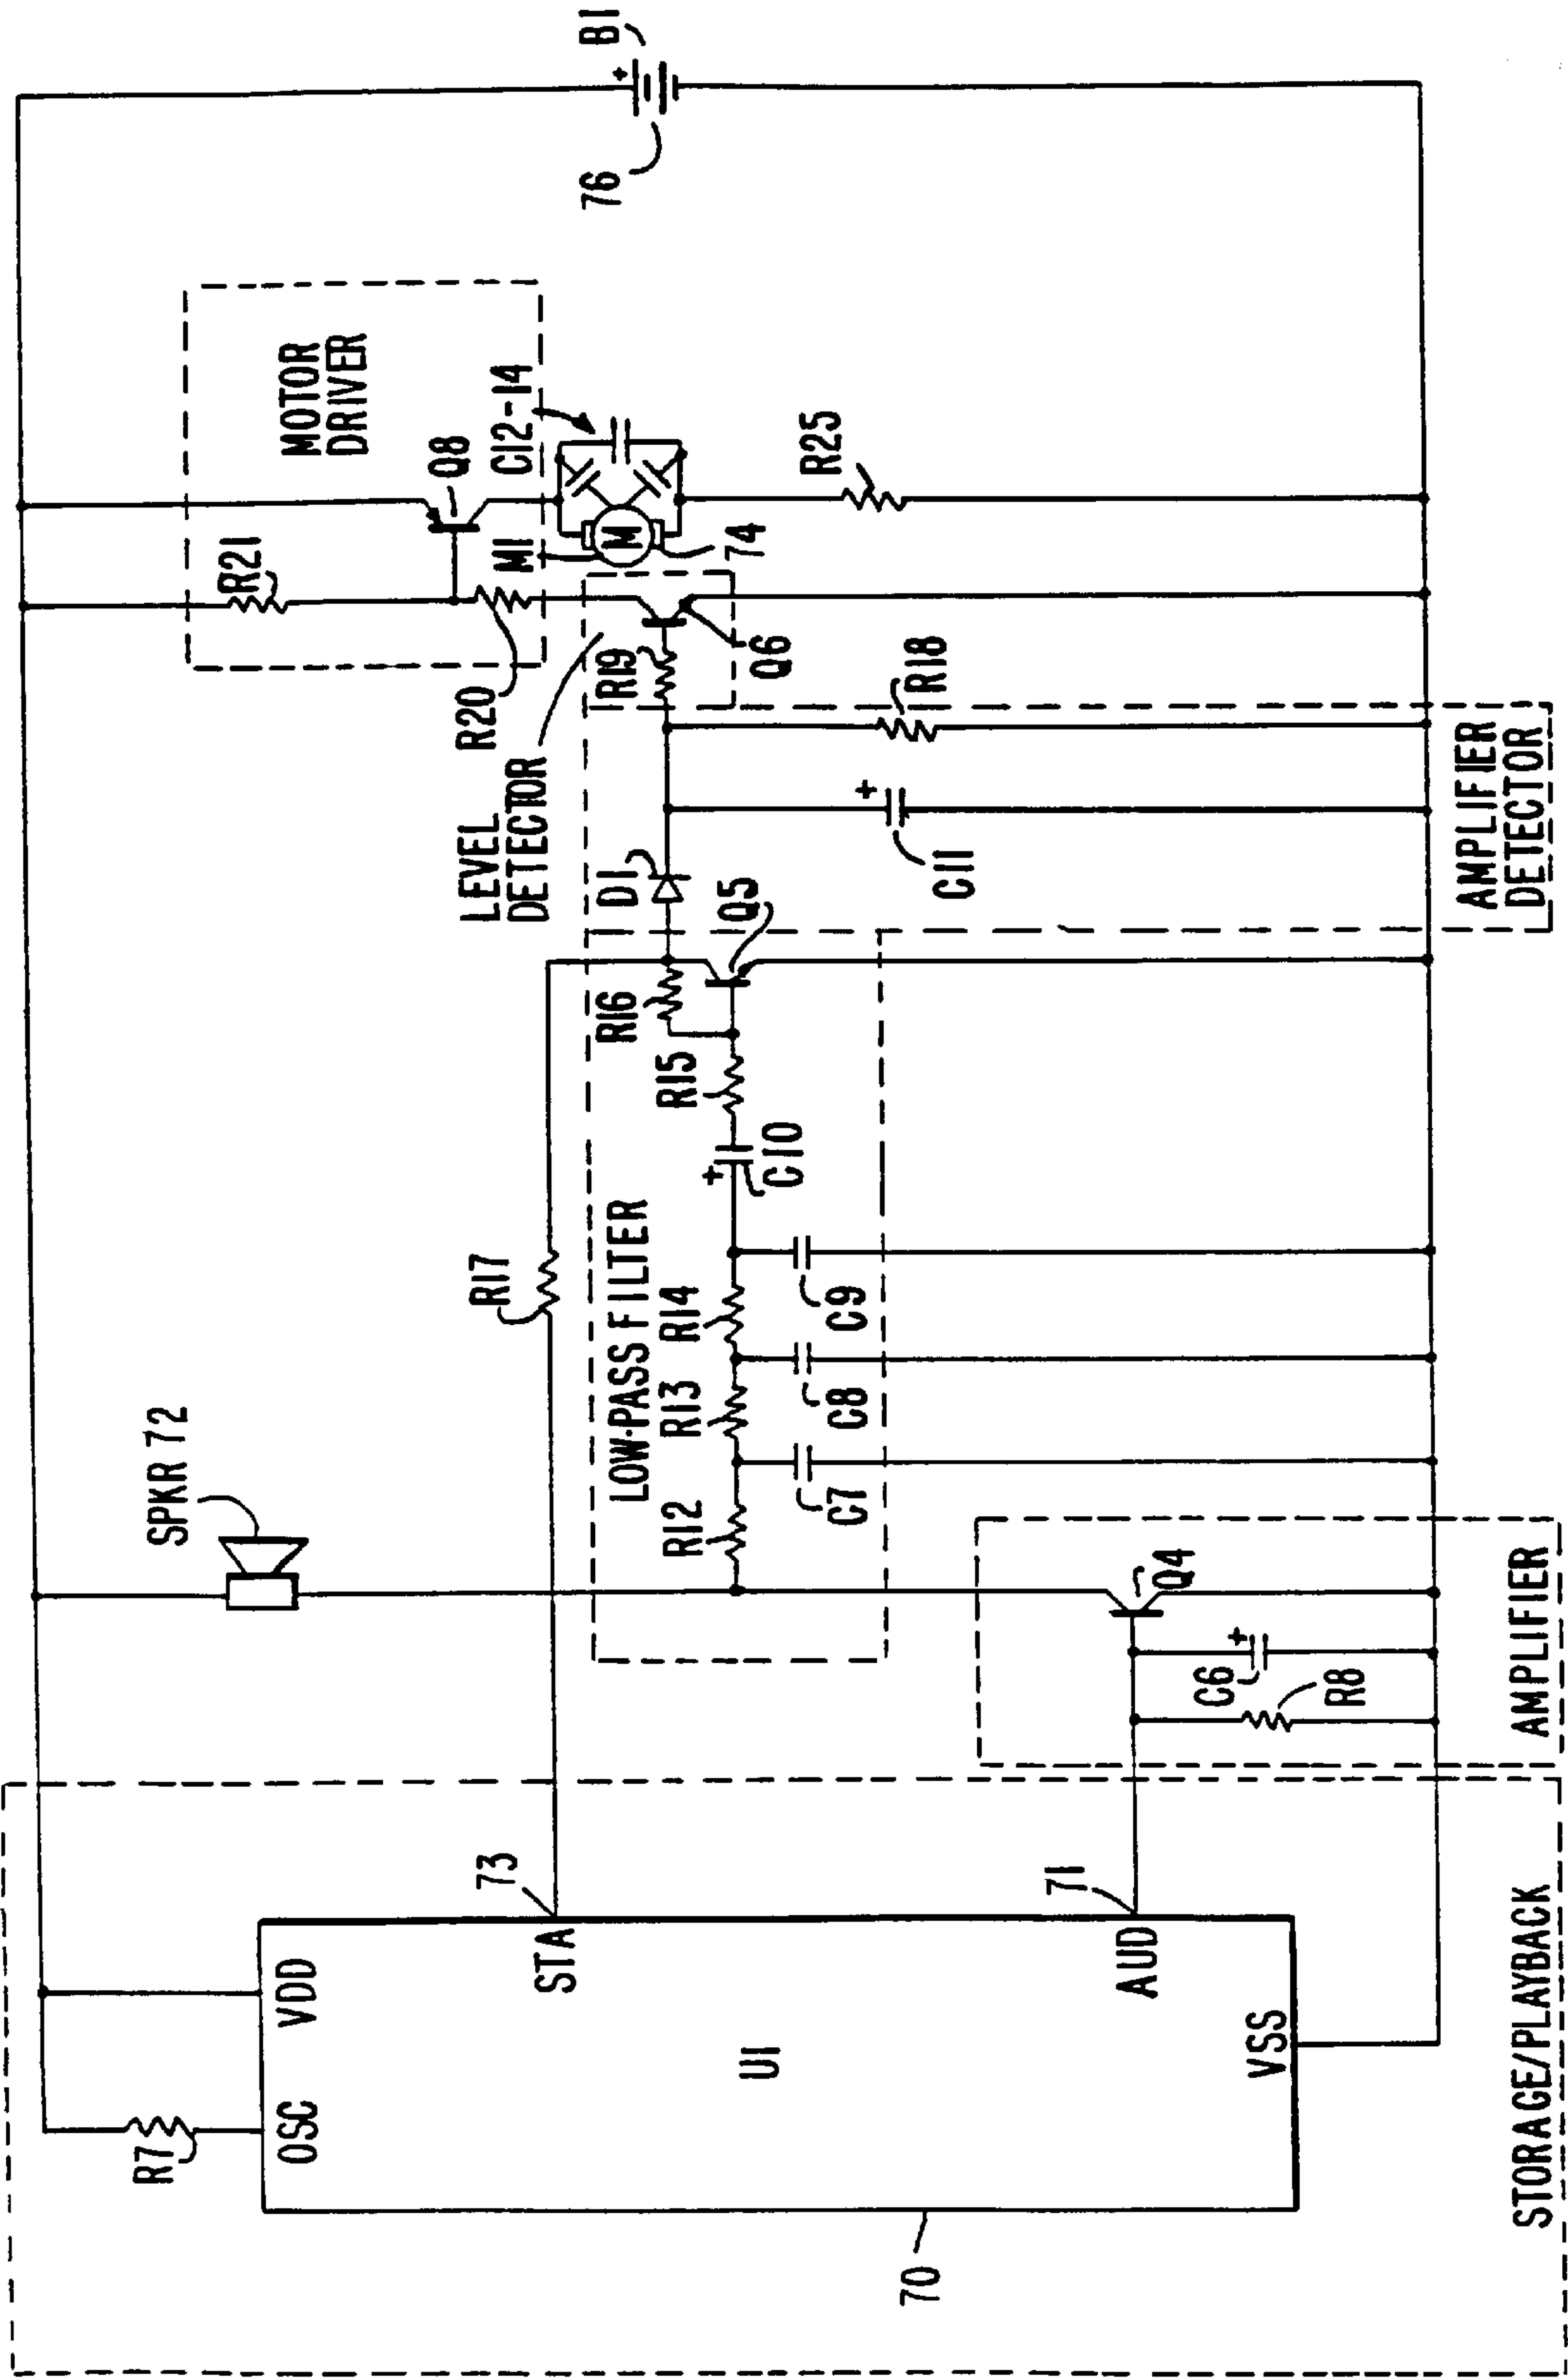 STORAGE/PLAYBACK
70
U1
R7
OSC
VDD
STA
73
AUD
71
VSS
AMPLIFIER
C6
R8
Q4
SPKR 72
LOW-PASS FILTER
R12
R13
R14
C7
C8
C9
+
C10
R15
R16
Q5
R17
AMPLIFIER
DETECTOR
D1
+
C11
R18
LEVEL
DETECTOR
R19
Q6
R20
R21
MOTOR
DRIVER
Q8
M1
M
74
C12-14
R25
76
+
B1
+